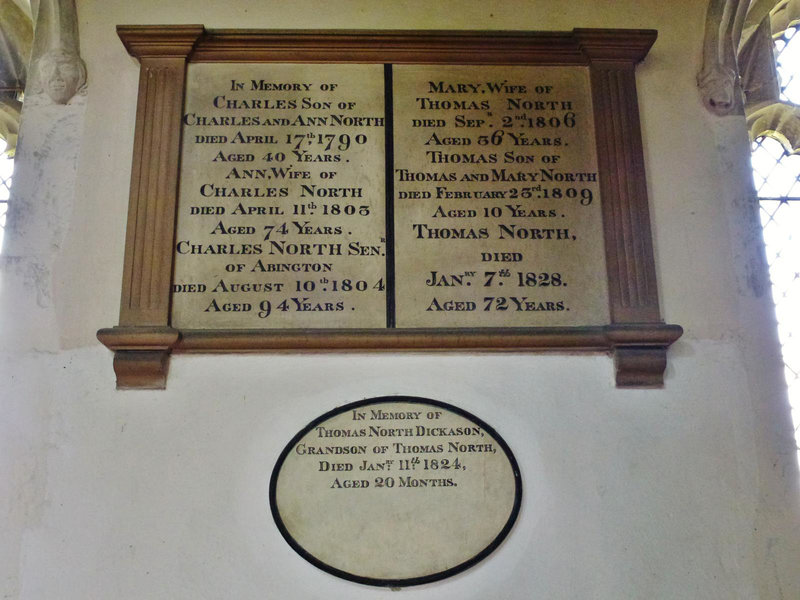 IN MEMORY OF
CHARLES SON OF
CHARLES AND ANN NORTH
DIED APRIL 17th. 1790
AGED 40 YEARS.
ANN, WIFE OF
CHARLES NORTH
DIED APRIL 11th. 1803
AGED 74 YEARS.
CHARLES NORTH SENR.
OF ABINGTON
DIED AUGUST 10th. 1804
AGED 94 YEARS.
MARY, WIFE OF
THOMAS NORTH
DIED SEPR. 2nd. 1806
AGED 36 YEARS.
THOMAS SON OF
THOMAS AND MARY NORTH
DIED FEBRUARY 23rd. 1809
AGED 10 YEARS.
THOMAS NORTH,
DIED
JANRY. 7th. 1828.
AGED 72 YEARS.
IN MEMORY OF
THOMAS NORTH DICKASON,
GRANDSON OF THOMAS NORTH,
DIED JANRY. 11th. 1824,
AGED 20 MONTHS.